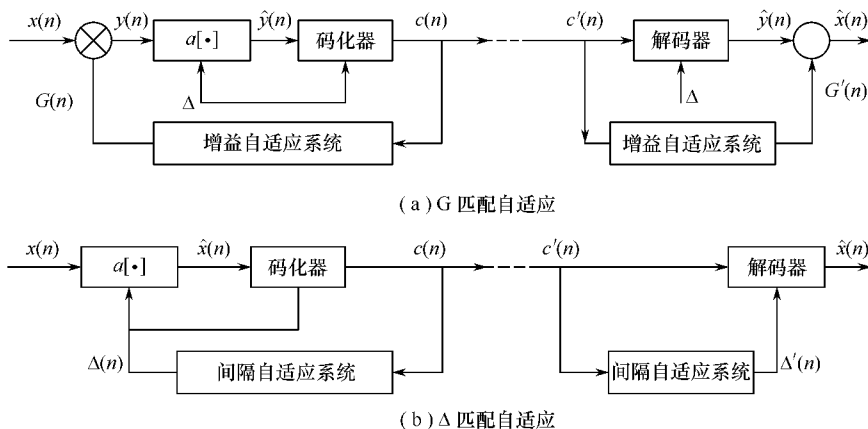 x(n) y(n) ŷ(n) c(n) c′(n) ŷ(n) x̂(n)
a[•] 码化器 解码器
G(n) Δ Δ G′(n)
增益自适应系统 增益自适应系统
(a) G 匹配自适应
x(n) x̂(n) c(n) c′(n) x̂(n)
a[•] 码化器 解码器
Δ(n) 间隔自适应系统 间隔自适应系统 Δ′(n)
(b) Δ 匹配自适应